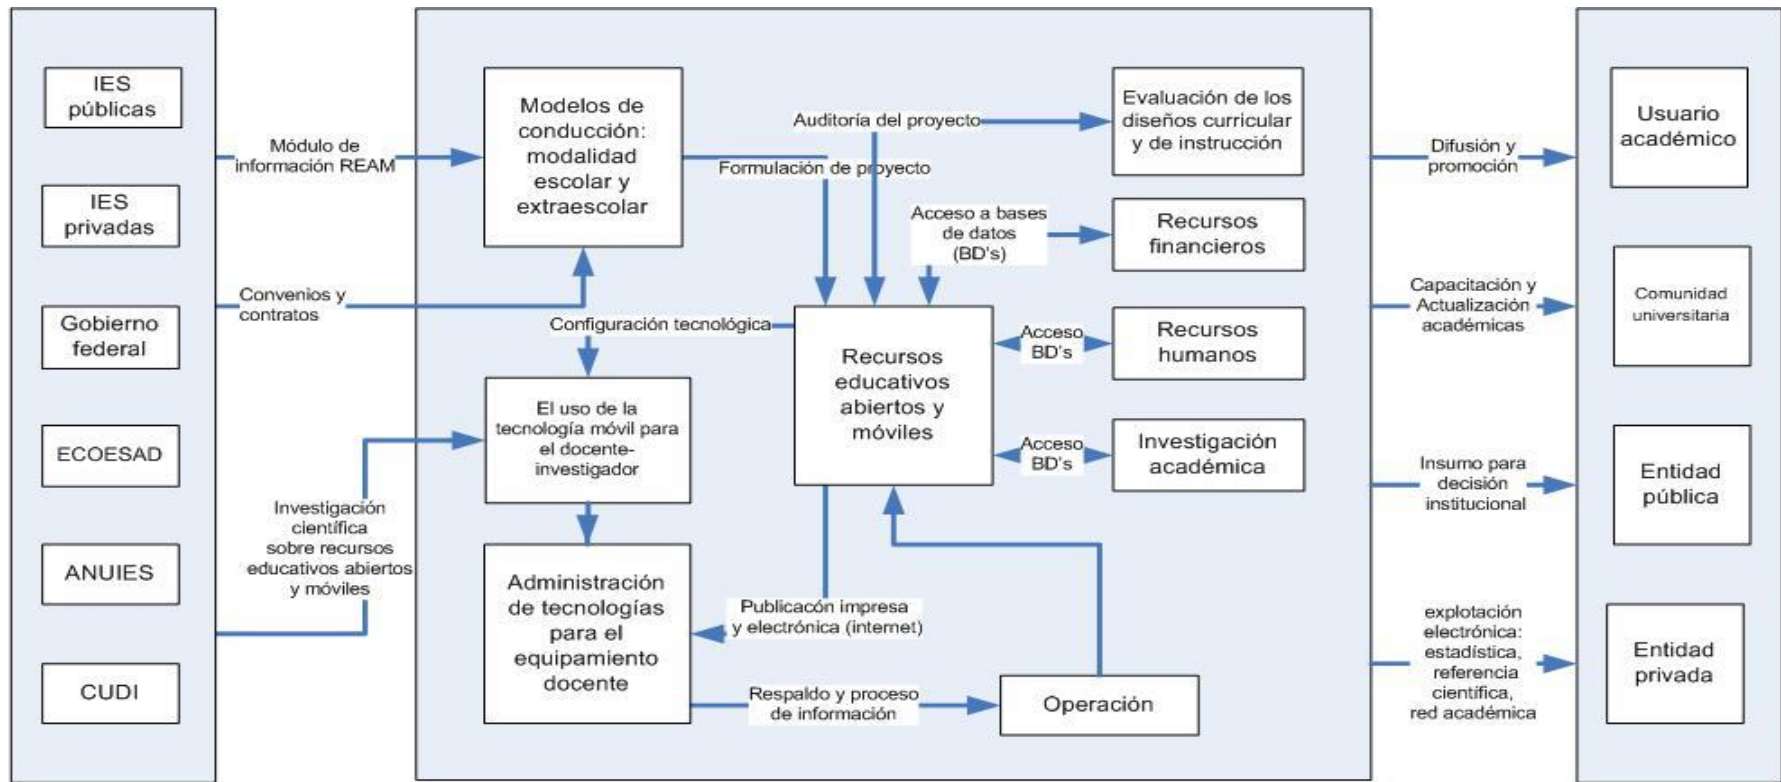 IES
públicas
IES
privadas
Gobierno
federal
ECOESAD
ANUIES
CUDI
Módulo de
información REAM
Convenios y
contratos
Investigación
científica
sobre recursos
educativos abiertos
y móviles
Modelos de
conducción:
modalidad
escolar y
extraescolar
Formulación de proyecto
Auditoría del proyecto
Configuración tecnológica
El uso de la
tecnología móvil para
el docente-
investigador
Administración
de tecnologías
para el
equipamiento
docente
Publicacón impresa
y electrónica (internet)
Respaldo y proceso
de información
Operación
Recursos
educativos
abiertos y
móviles
Acceso a bases
de datos
(BD's)
Acceso
BD's
Acceso
BD's
Evaluación de los
diseños curricular
y de instrucción
Recursos
financieros
Recursos
humanos
Investigación
académica
Difusión y
promoción
Capacitación y
Actualización
académicas
Insumo para
decisión
institucional
explotación
electrónica:
estadística,
referencia
científica,
red académica
Usuario
académico
Comunidad
universitaria
Entidad
pública
Entidad
privada